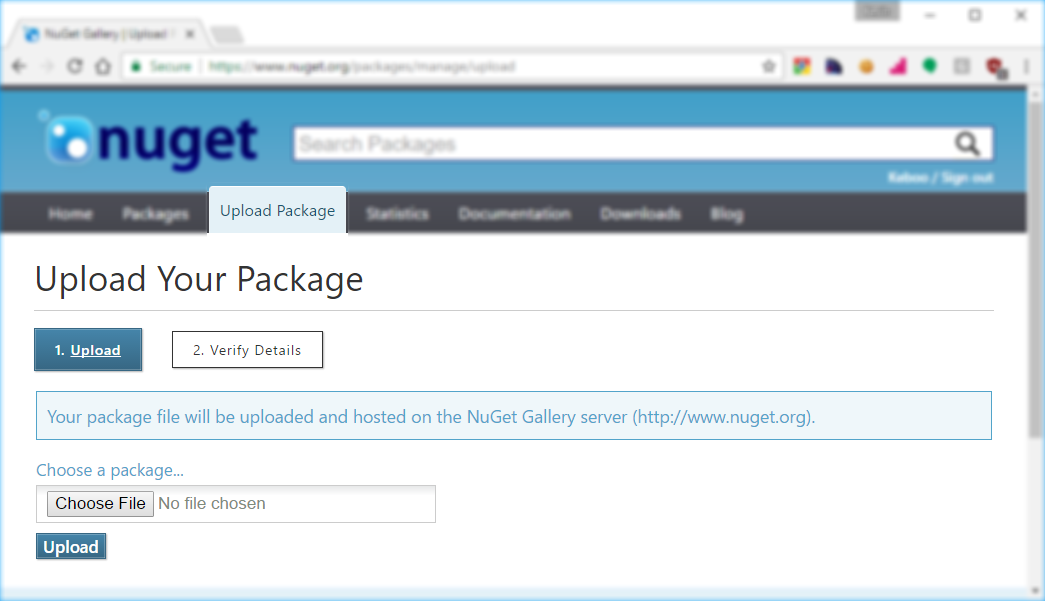 NuGet Gallery | Upload
Secure https://www.nuget.org/packages/manage/upload
nuget
Search Packages
Keboo / Sign out
Home Packages Upload Package Statistics Documentation Downloads Blog
Upload Your Package
1. Upload 2. Verify Details
Your package file will be uploaded and hosted on the NuGet Gallery server (http://www.nuget.org).
Choose a package...
Choose File No file chosen
Upload